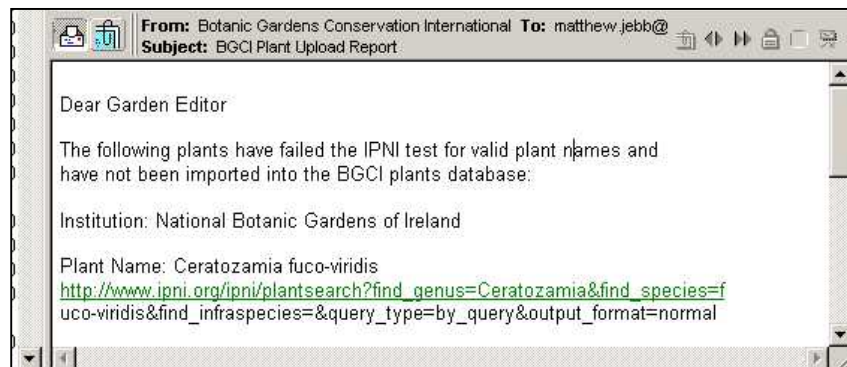 From: Botanic Gardens Conservation International To: matthew.jebb@
Subject: BGCI Plant Upload Report
Dear Garden Editor
The following plants have failed the IPNI test for valid plant names and
have not been imported into the BGCI plants database:
Institution: National Botanic Gardens of Ireland
Plant Name: Ceratozamia fuco-viridis
http://www.ipni.org/ipni/plantsearch?find_genus=Ceratozamia&find_species=f
uco-viridis&find_infraspecies=&query_type=by_query&output_format=normal